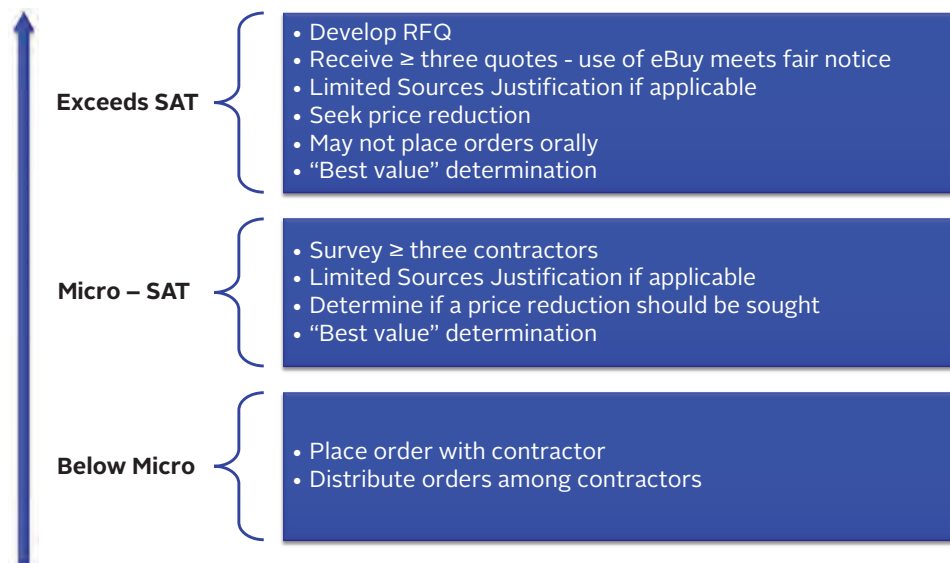 Exceeds SAT
• Develop RFQ
• Receive ≥ three quotes - use of eBuy meets fair notice
• Limited Sources Justification if applicable
• Seek price reduction
• May not place orders orally
• “Best value” determination
Micro – SAT
• Survey ≥ three contractors
• Limited Sources Justification if applicable
• Determine if a price reduction should be sought
• “Best value” determination
Below Micro
• Place order with contractor
• Distribute orders among contractors